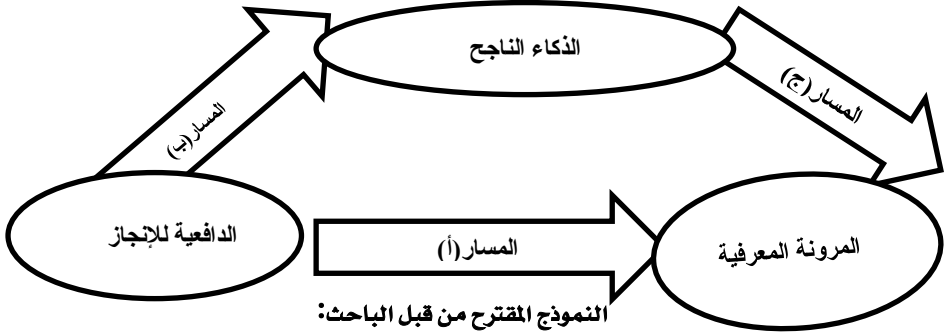 الذكاء الناجح
المسار(ج)
المسار(ب)
الدافعية للإنجاز
المرونة المعرفية
المسار(أ)
النموذج المقترح من قبل الباحث: